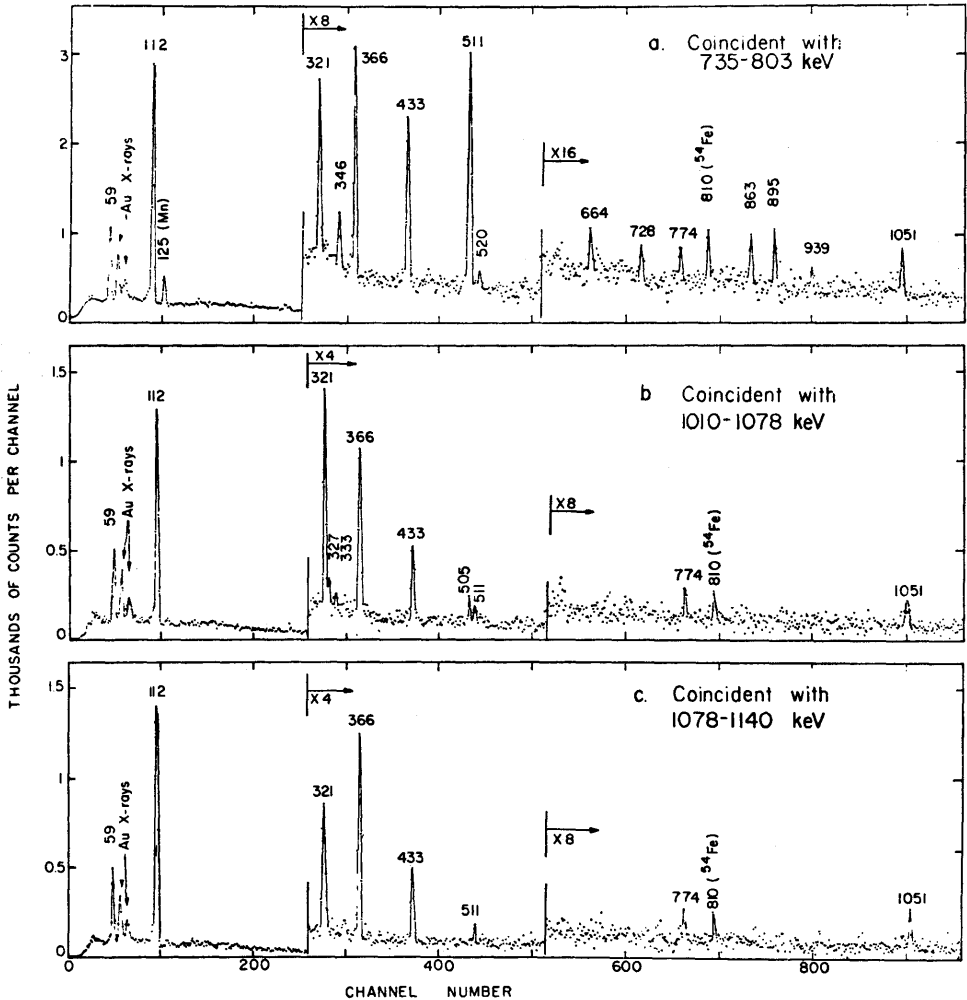 THOUSANDS OF COUNTS PER CHANNEL
a. Coincident with
735-803 keV
X8
X16
3
2
1
0
59
Au X-rays
112
125 (Mn)
321
346
366
433
511
520
664
728
774
810 (⁵⁴Fe)
863
895
939
1051
b Coincident with
1010-1078 keV
X4
X8
1.5
1
0.5
0
59
Au X-rays
112
321
327
333
366
433
505
511
774
810 (⁵⁴Fe)
1051
c. Coincident with
1078-1140 keV
X4
X8
1.5
1
0.5
0
59
Au X-rays
112
321
366
433
511
774
810 (⁵⁴Fe)
1051
0 200 400 600 800
CHANNEL NUMBER